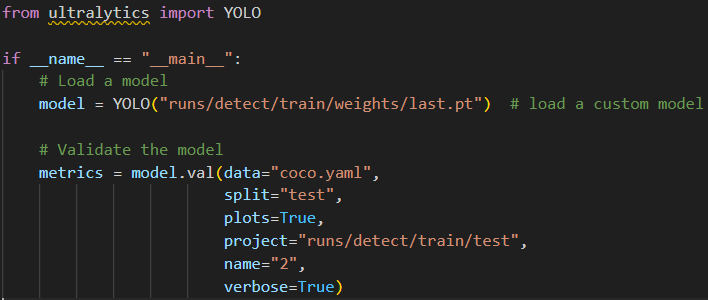 from ultralytics import YOLO
if __name__ == "__main__":
# Load a model
model = YOLO("runs/detect/train/weights/last.pt")  # load a custom model
# Validate the model
metrics = model.val(data="coco.yaml",
split="test",
plots=True,
project="runs/detect/train/test",
name="2",
verbose=True)